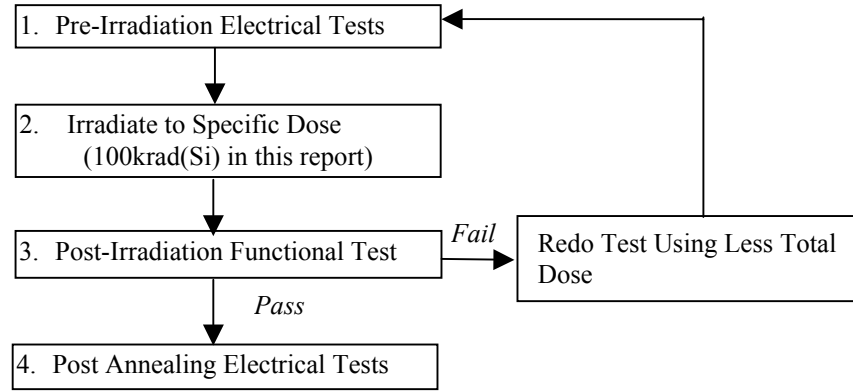 1. Pre-Irradiation Electrical Tests
2. Irradiate to Specific Dose
(100krad(Si) in this report)
3. Post-Irradiation Functional Test
Fail
Redo Test Using Less Total
Dose
Pass
4. Post Annealing Electrical Tests